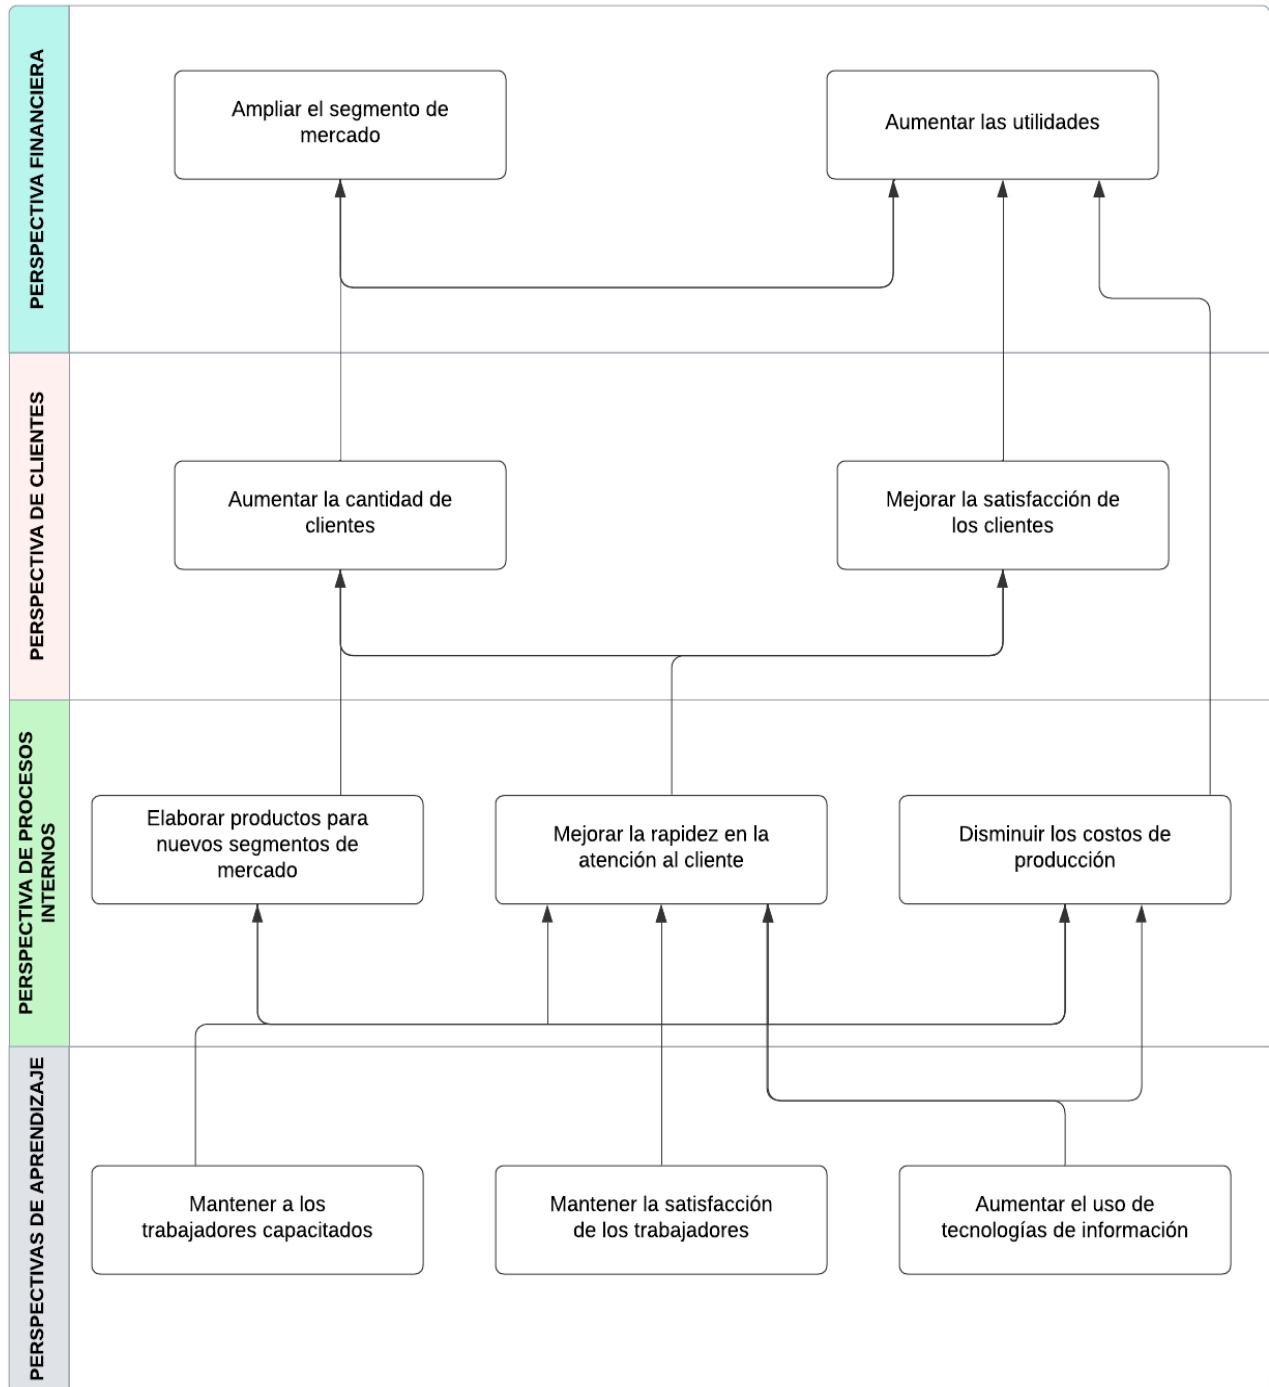 PERSPECTIVA FINANCIERA
Ampliar el segmento de
mercado
Aumentar las utilidades
PERSPECTIVA DE CLIENTES
Aumentar la cantidad de
clientes
Mejorar la satisfacción de
los clientes
PERSPECTIVA DE PROCESOS
INTERNOS
Elaborar productos para
nuevos segmentos de
mercado
Mejorar la rapidez en la
atención al cliente
Disminuir los costos de
producción
PERSPECTIVAS DE APRENDIZAJE
Mantener a los
trabajadores capacitados
Mantener la satisfacción
de los trabajadores
Aumentar el uso de
tecnologías de información